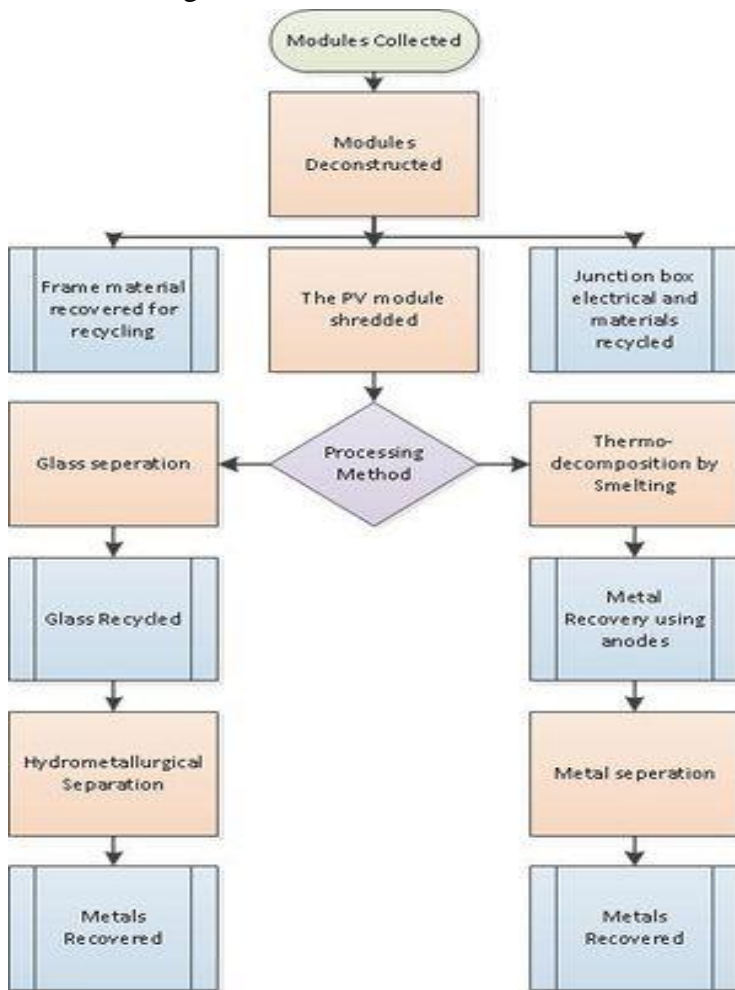 Modules Collected
Modules
Deconstructed
Frame material
recovered for
recycling
The PV module
shredded
Junction box
electrical and
materials
recycled
Glass seperation
Processing
Method
Thermo-
decomposition by
Smelting
Glass Recycled
Metal
Recovery using
anodes
Hydrometallurgical
Separation
Metal seperation
Metals
Recovered
Metals
Recovered